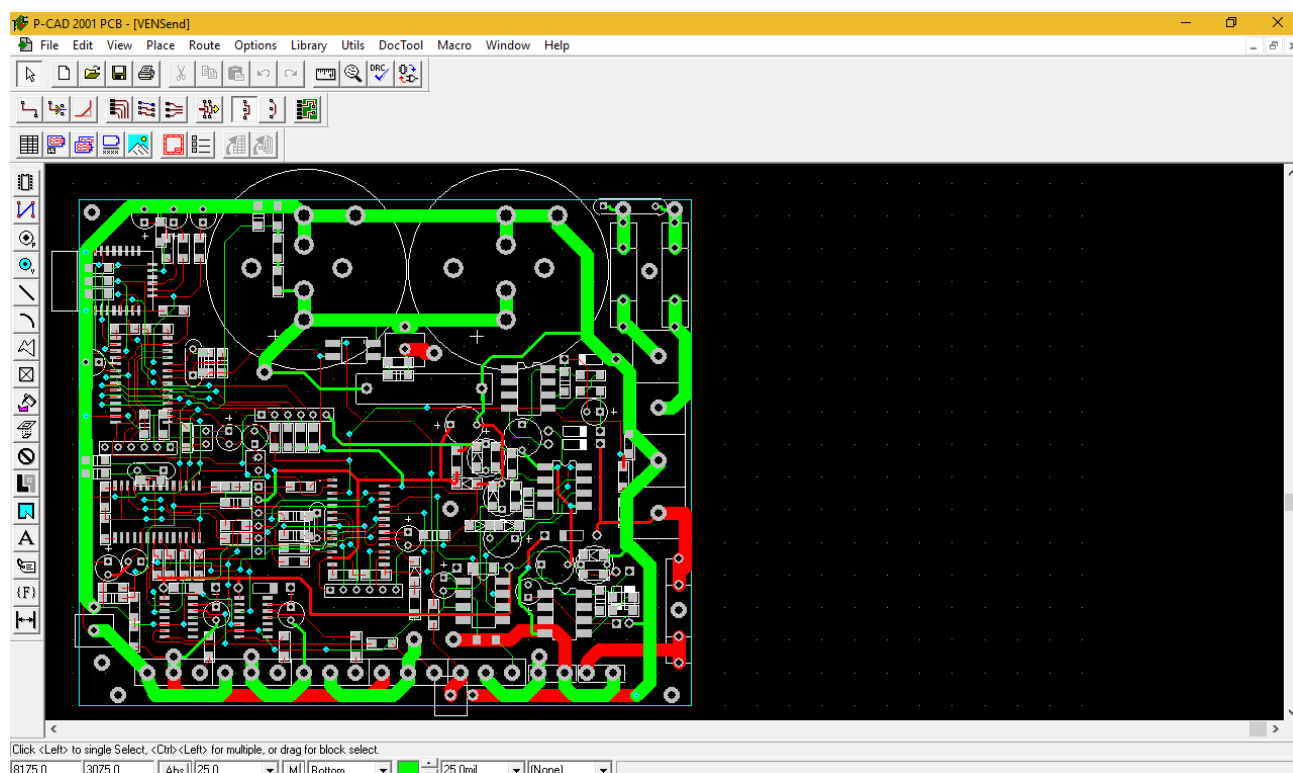 P-CAD 2001 PCB - [VENSend]
File Edit View Place Route Options Library Utils DocTool Macro Window Help
DRC
A
{F}
Click <Left> to single Select, <Ctrl><Left> for multiple, or drag for block select.
8175.0 3075.0 Abs 25.0 M Bottom 25.0mil (None)